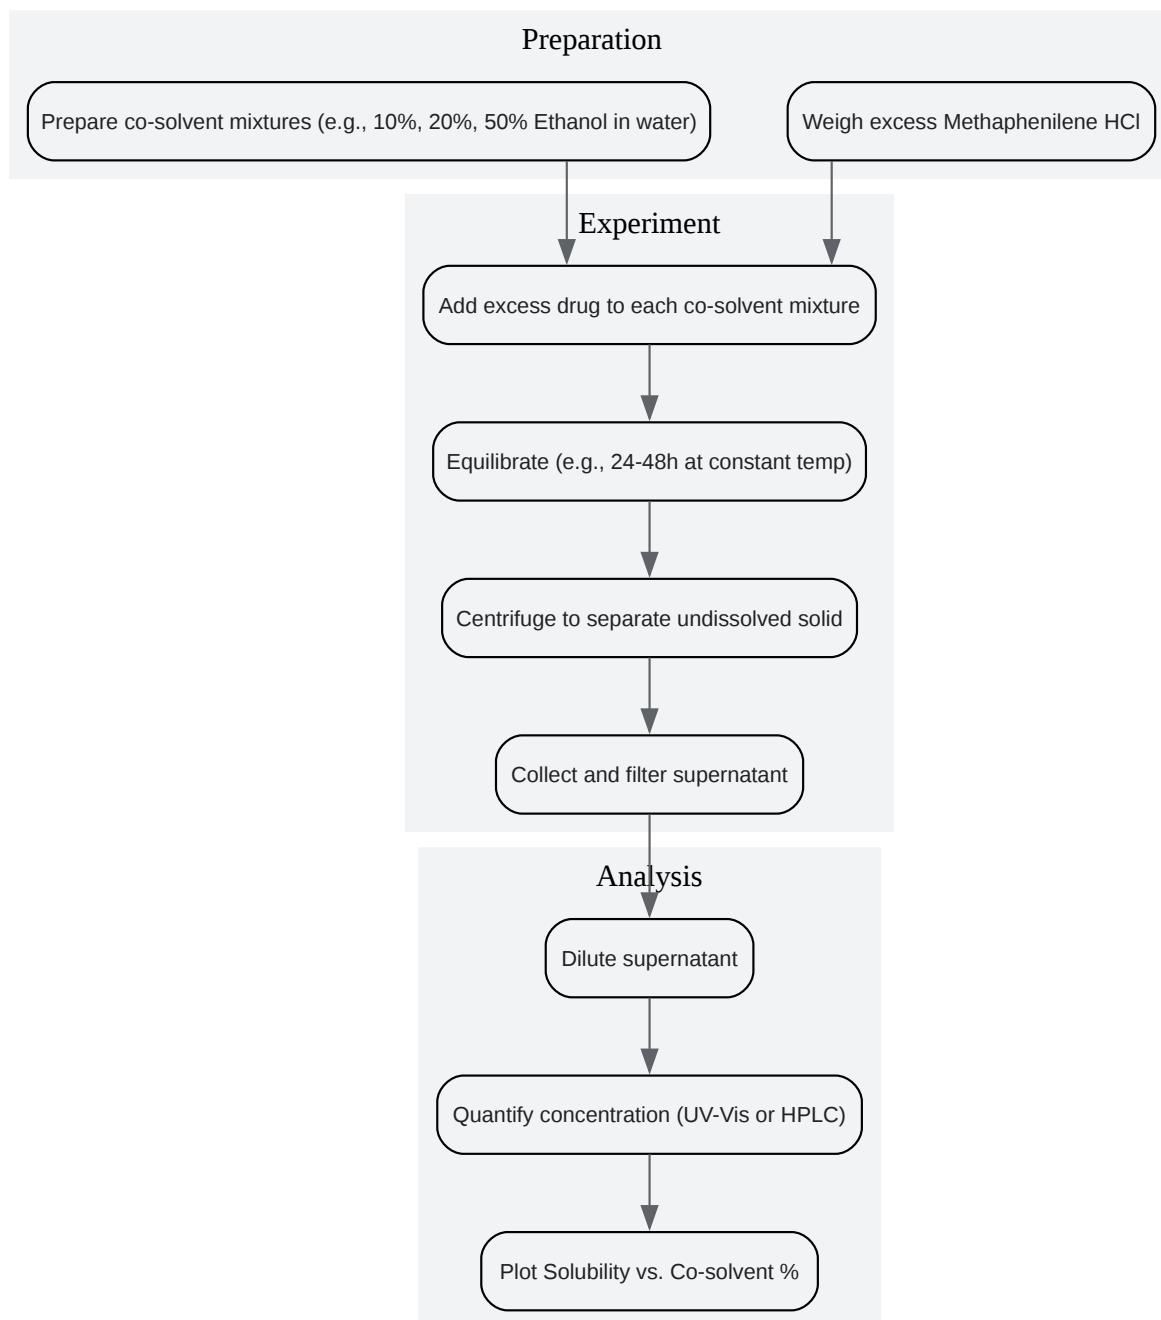 Preparation
Prepare co-solvent mixtures (e.g., 10%, 20%, 50% Ethanol in water)
Weigh excess Methaphenilene HCl
Experiment
Add excess drug to each co-solvent mixture
Equilibrate (e.g., 24-48h at constant temp)
Centrifuge to separate undissolved solid
Collect and filter supernatant
Analysis
Dilute supernatant
Quantify concentration (UV-Vis or HPLC)
Plot Solubility vs. Co-solvent %